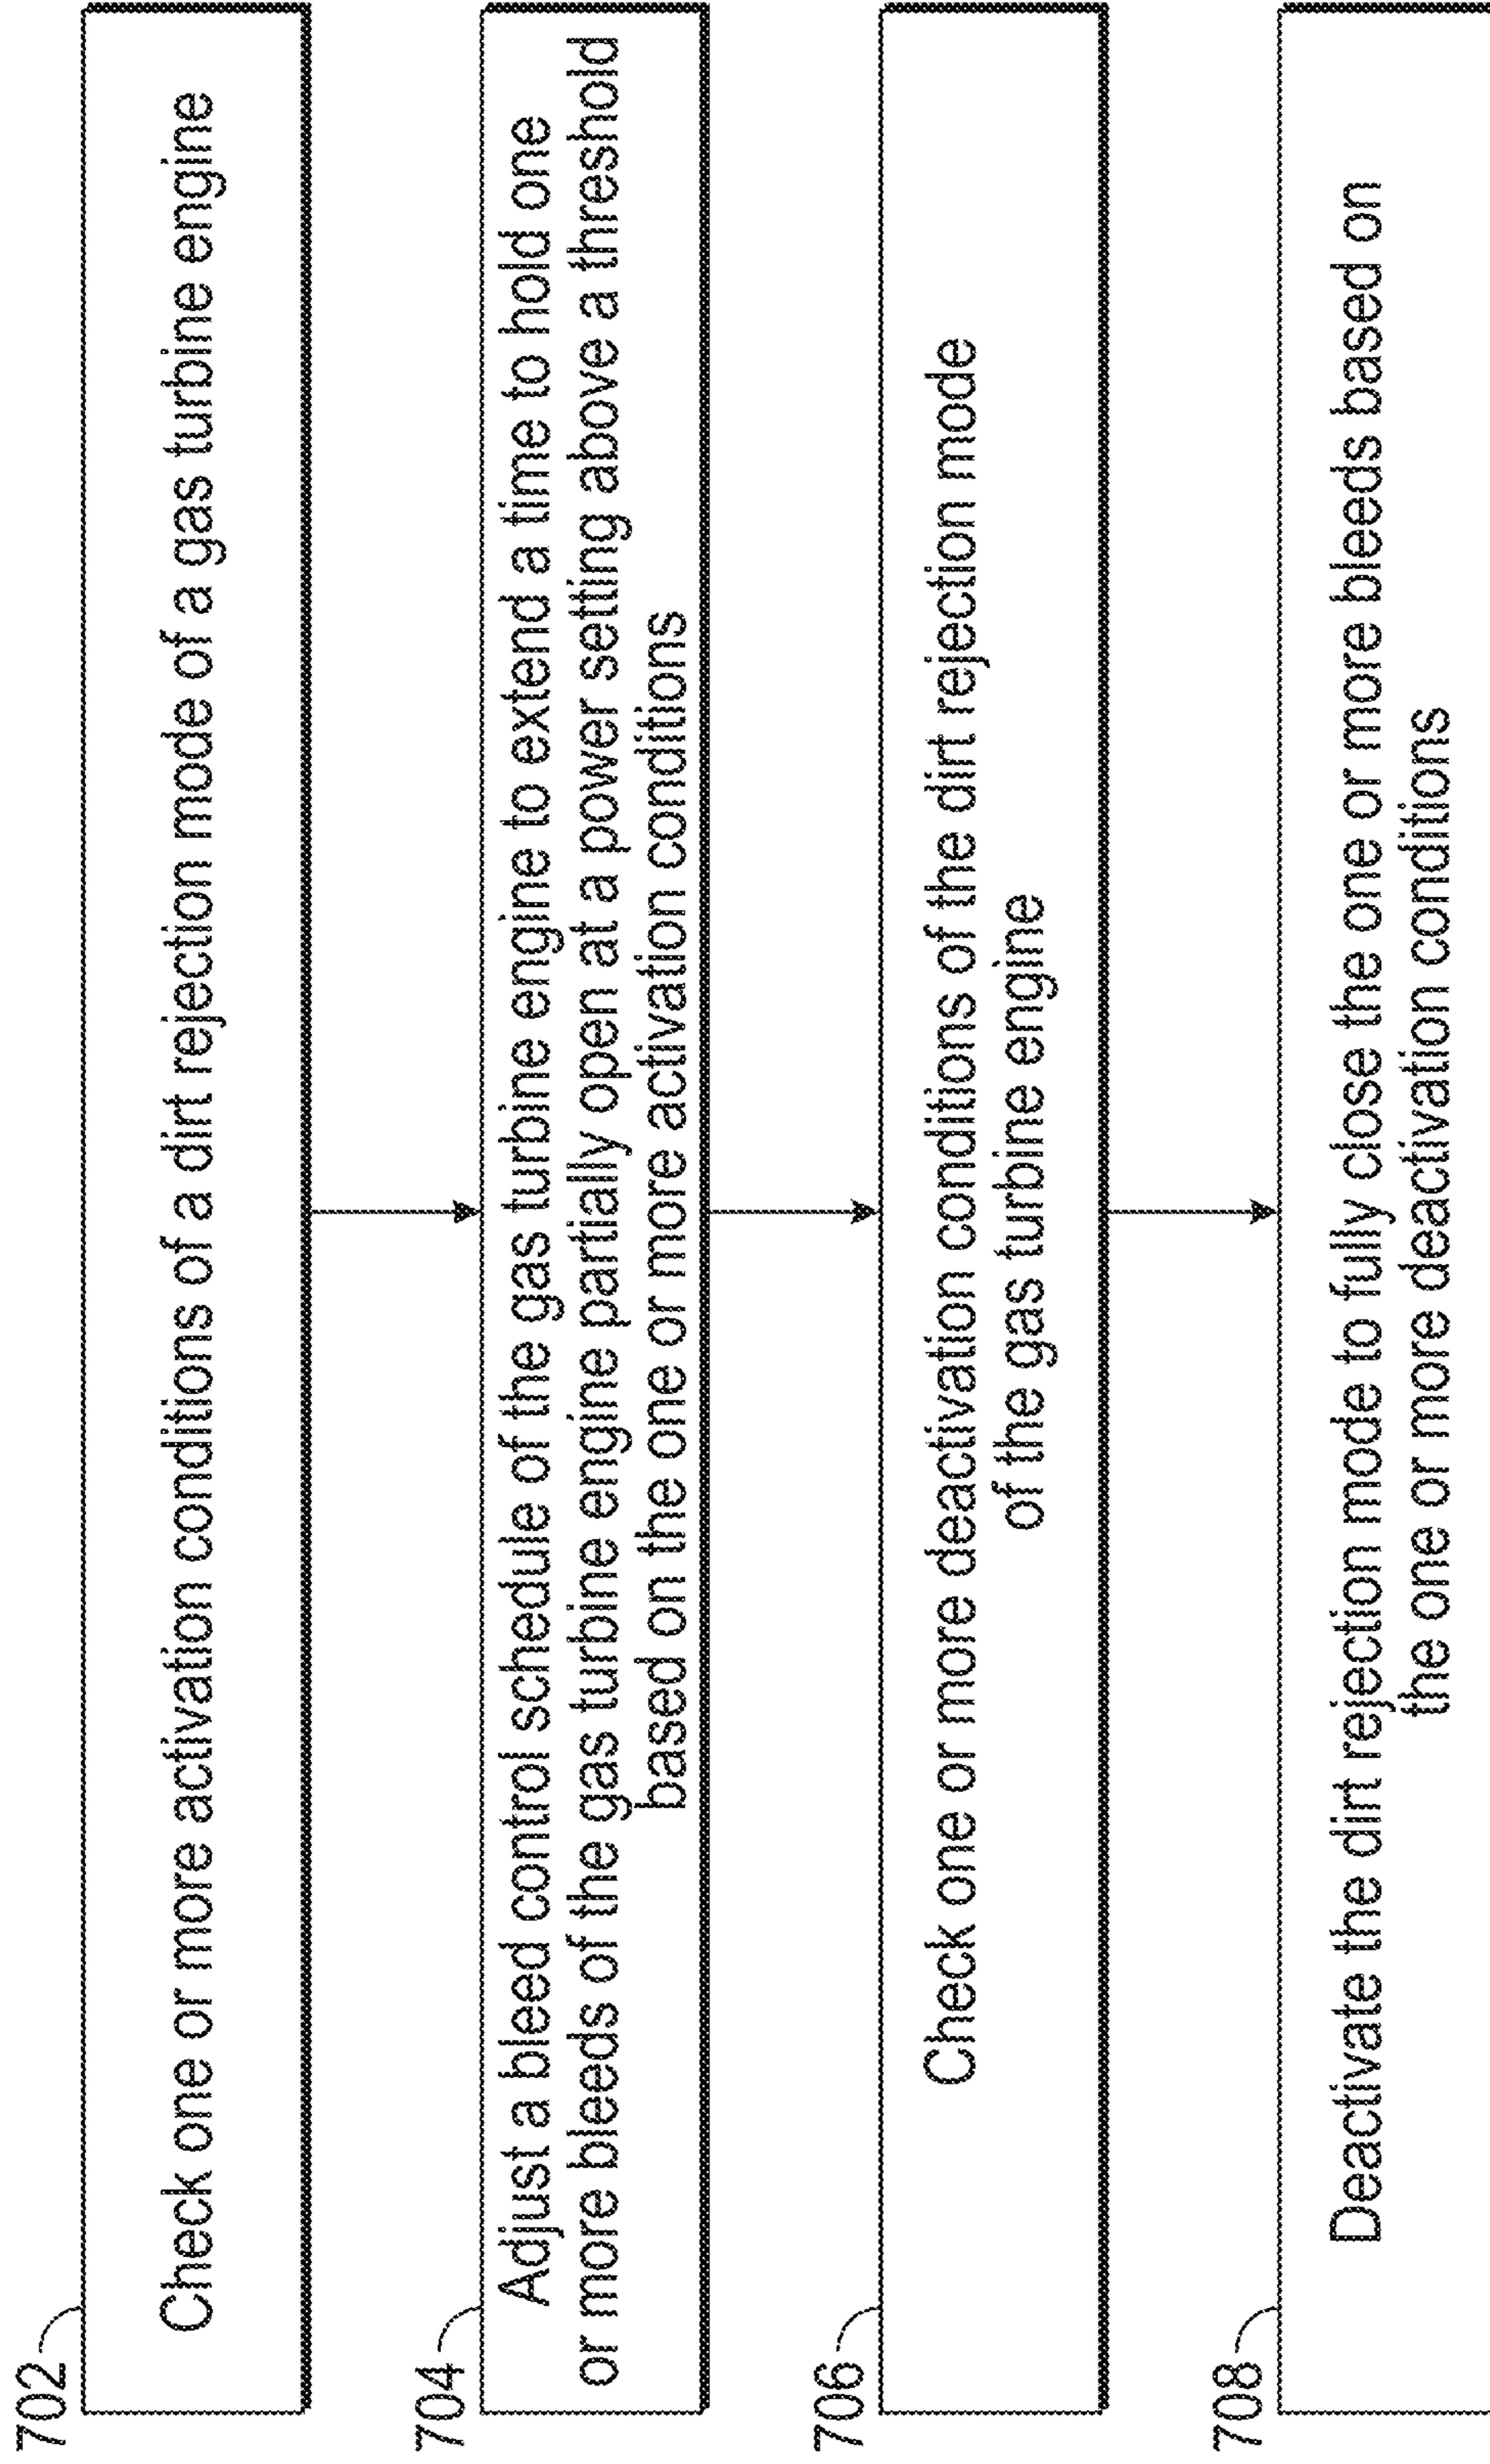 702
Check one or more activation conditions of a dirt rejection mode of a gas turbine engine
704
Adjust a bleed control schedule of the gas turbine engine to extend a time to hold one
or more bleeds of the gas turbine engine partially open at a power setting above a threshold
based on the one or more activation conditions
706
Check one or more deactivation conditions of the dirt rejection mode
of the gas turbine engine
708
Deactivate the dirt rejection mode to fully close the one or more bleeds based on
the one or more deactivation conditions